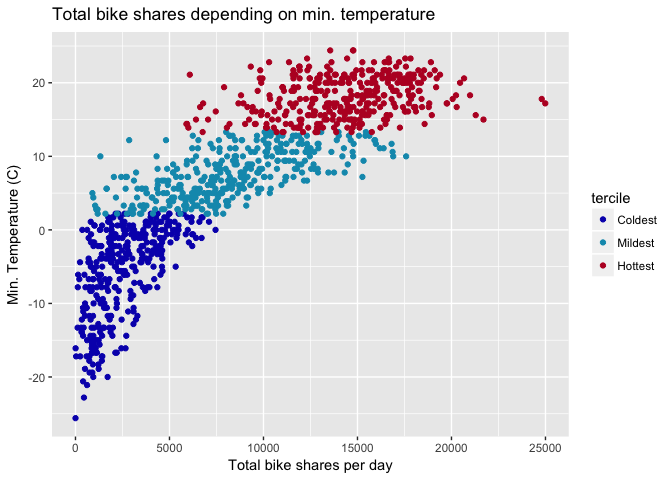 Total bike shares depending on min. temperature
Min. Temperature (C)
20
10
0
-10
-20
0 5000 10000 15000 20000 25000
Total bike shares per day
tercile
Coldest
Mildest
Hottest